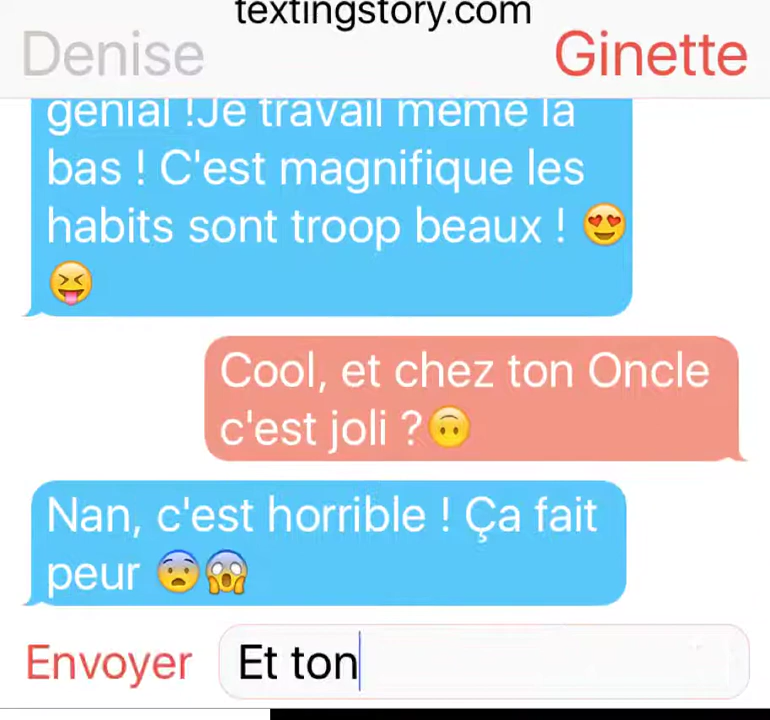 textingstory.com
Denise
Ginette
génial !Je travail même là
bas ! C'est magnifique les
habits sont troop beaux ! 😍
😝
Cool, et chez ton Oncle
c'est joli ?🙃
Nan, c'est horrible ! Ça fait
peur 😨😱
Envoyer
Et ton